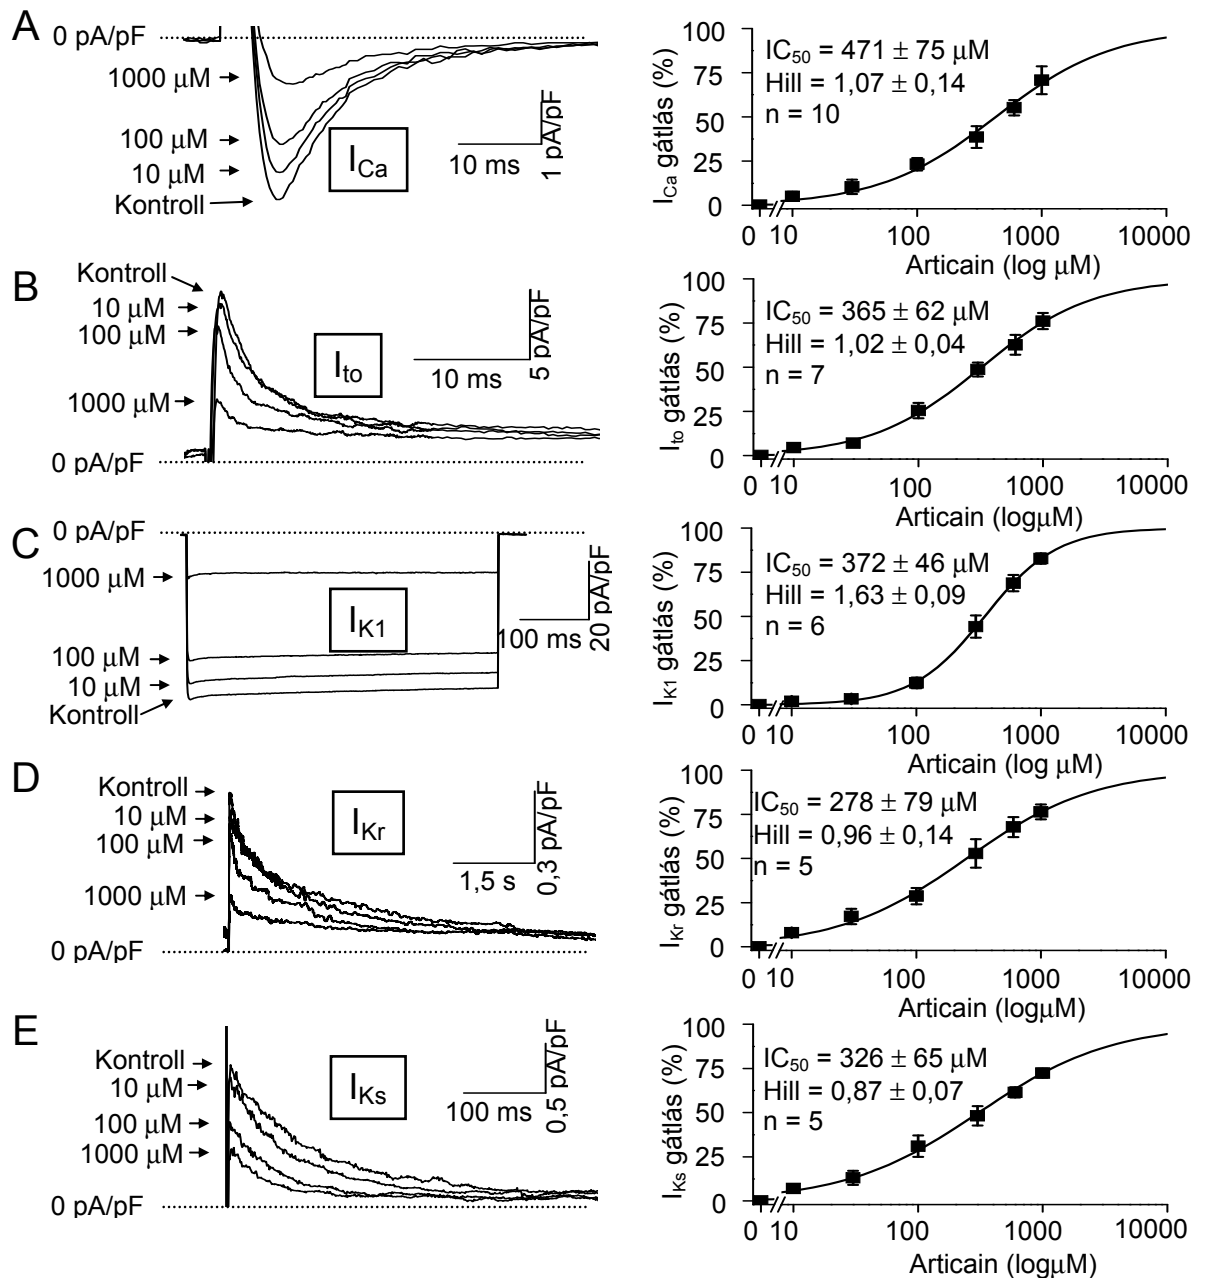 A
0 pA/pF
1000 μM
100 μM
10 μM
Kontroll
I_Ca
10 ms
1 pA/pF
I_Ca gátlás (%)
100
75
50
25
0
IC50 = 471 ± 75 μM
Hill = 1,07 ± 0,14
n = 10
0 10 100 1000 10000
Articain (log μM)
B
Kontroll
10 μM
100 μM
1000 μM
0 pA/pF
I_to
10 ms
5 pA/pF
I_to gátlás (%)
100
75
50
25
0
IC50 = 365 ± 62 μM
Hill = 1,02 ± 0,04
n = 7
0 10 100 1000 10000
Articain (logμM)
C
0 pA/pF
1000 μM
100 μM
10 μM
Kontroll
I_K1
100 ms
20 pA/pF
I_K1 gátlás (%)
100
75
50
25
0
IC50 = 372 ± 46 μM
Hill = 1,63 ± 0,09
n = 6
0 10 100 1000 10000
Articain (log μM)
D
Kontroll
10 μM
100 μM
1000 μM
0 pA/pF
I_Kr
1,5 s
0,3 pA/pF
I_Kr gátlás (%)
100
75
50
25
0
IC50 = 278 ± 79 μM
Hill = 0,96 ± 0,14
n = 5
0 10 100 1000 10000
Articain (logμM)
E
Kontroll
10 μM
100 μM
1000 μM
0 pA/pF
I_Ks
100 ms
0,5 pA/pF
I_Ks gátlás (%)
100
75
50
25
0
IC50 = 326 ± 65 μM
Hill = 0,87 ± 0,07
n = 5
0 10 100 1000 10000
Articain (logμM)